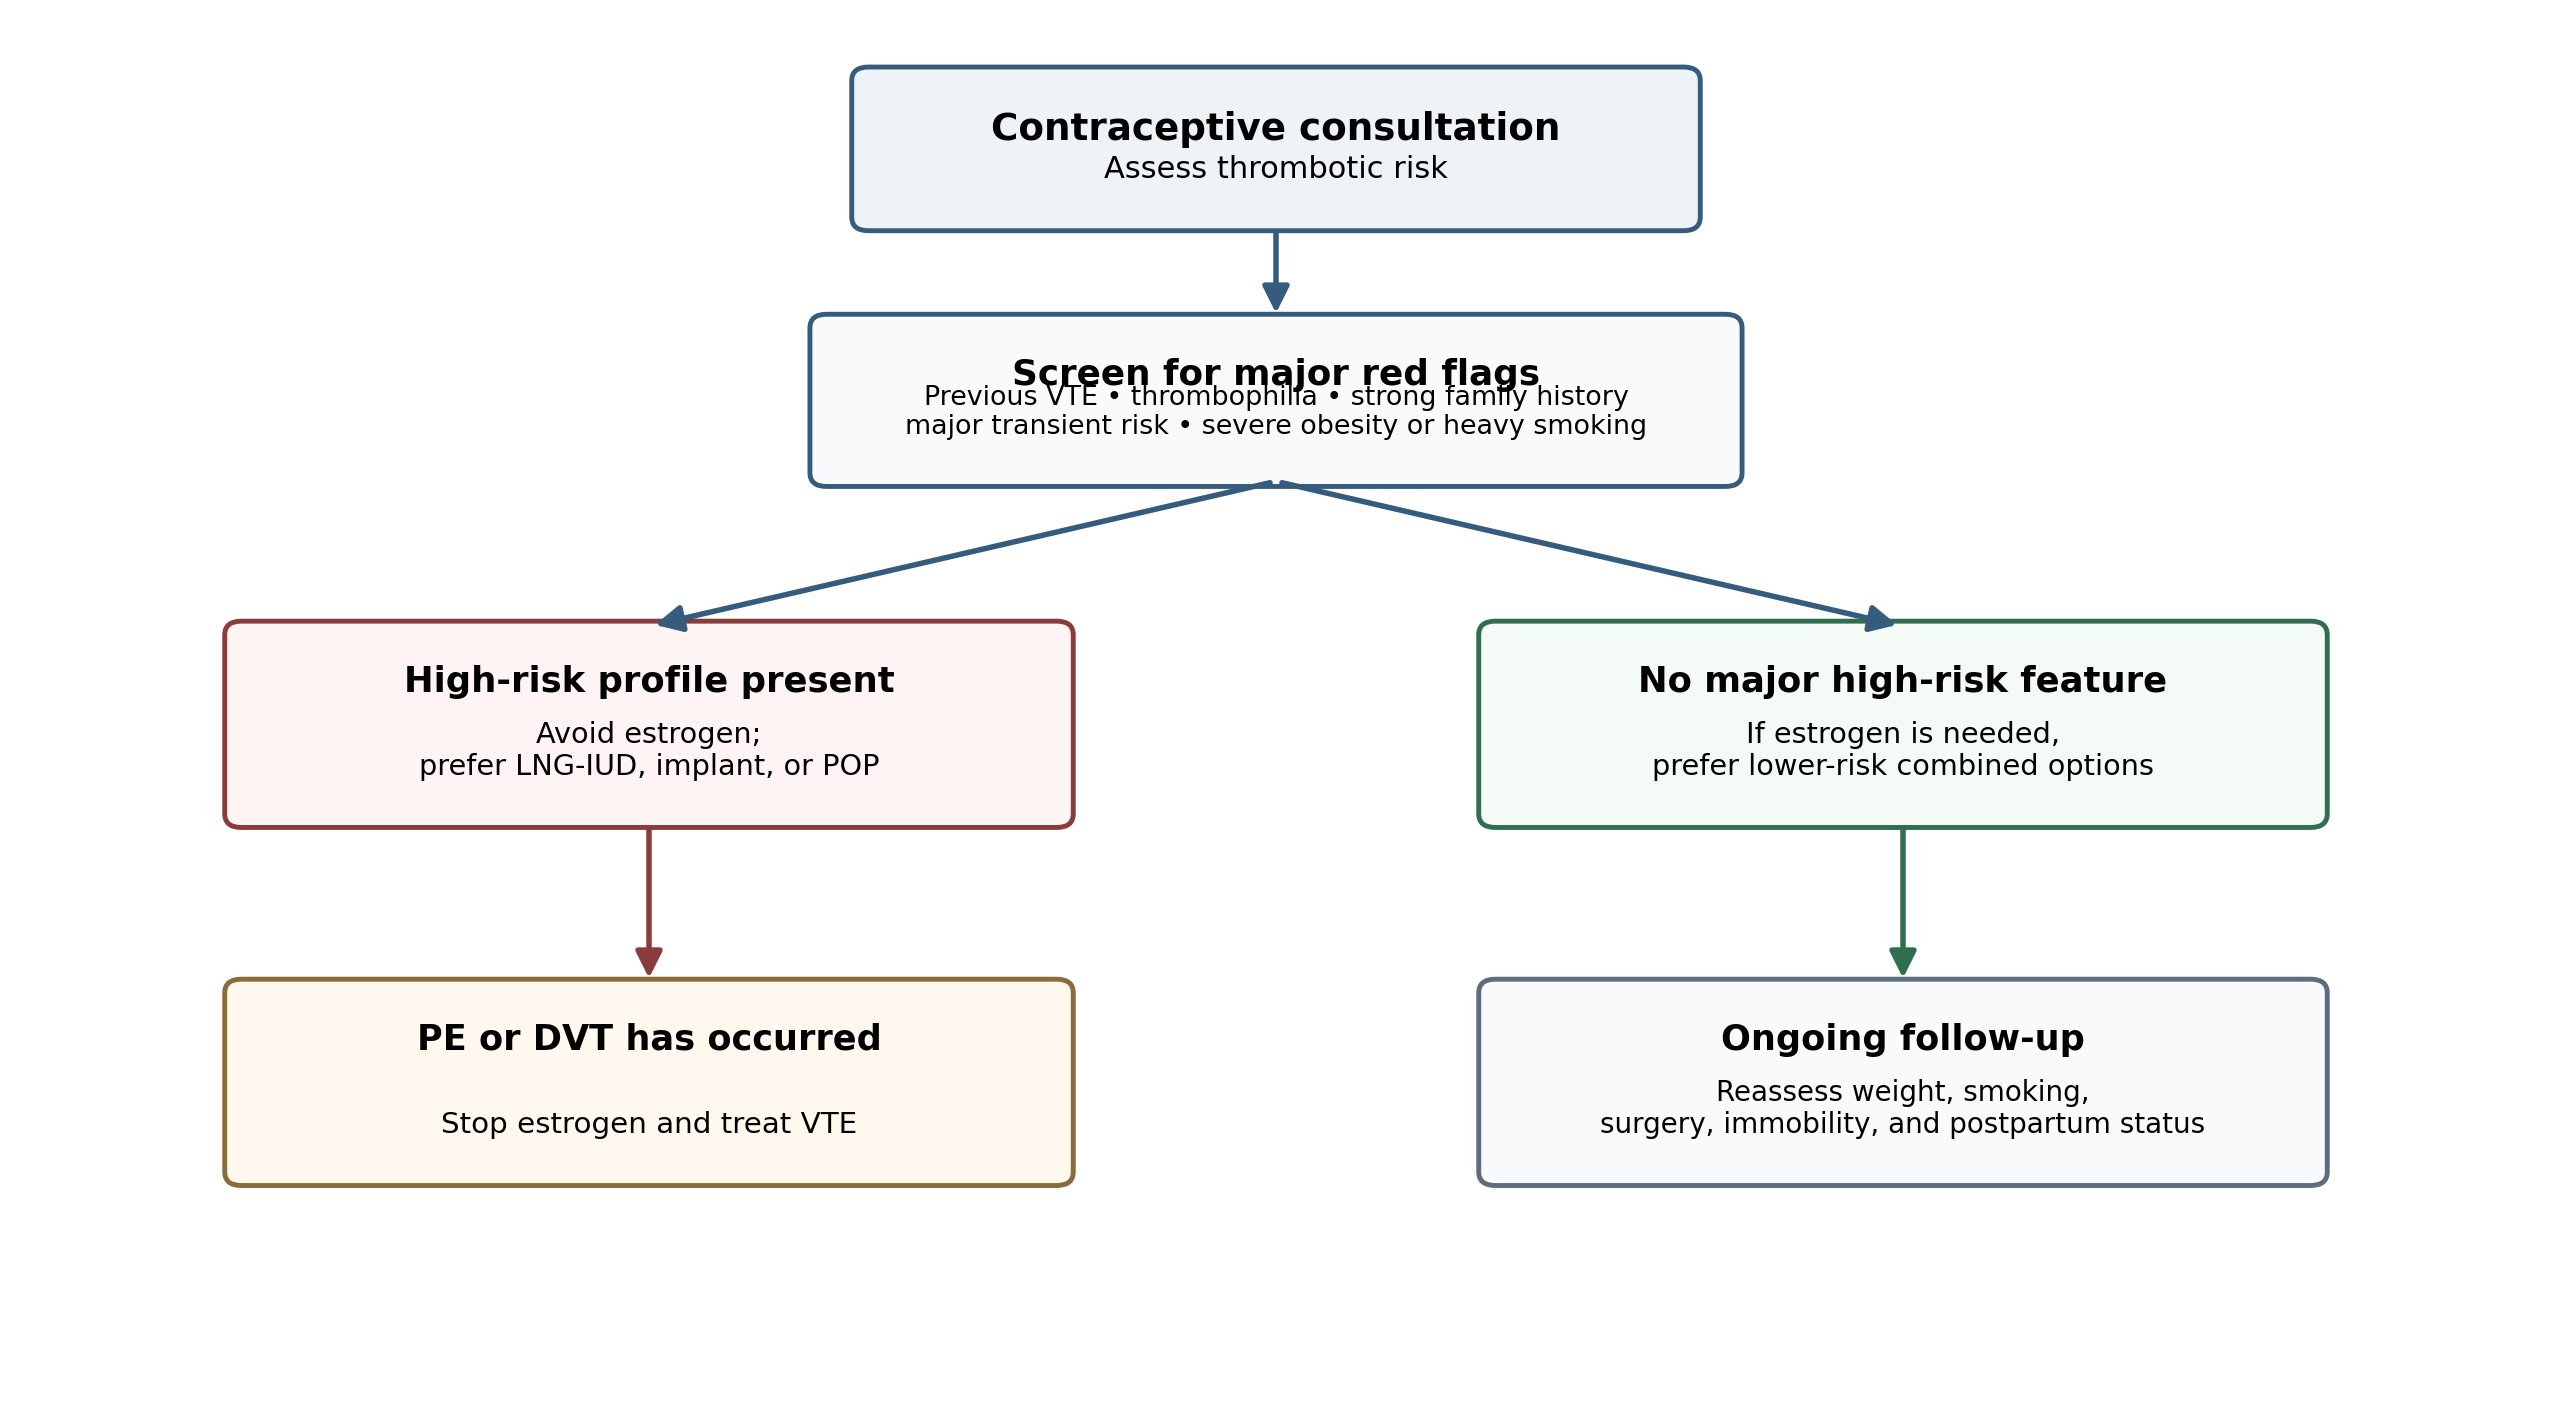 Contraceptive consultation
Assess thrombotic risk
Screen for major red flags
Previous VTE • thrombophilia • strong family history
major transient risk • severe obesity or heavy smoking
High-risk profile present
Avoid estrogen;
prefer LNG-IUD, implant, or POP
No major high-risk feature
If estrogen is needed,
prefer lower-risk combined options
PE or DVT has occurred
Stop estrogen and treat VTE
Ongoing follow-up
Reassess weight, smoking,
surgery, immobility, and postpartum status